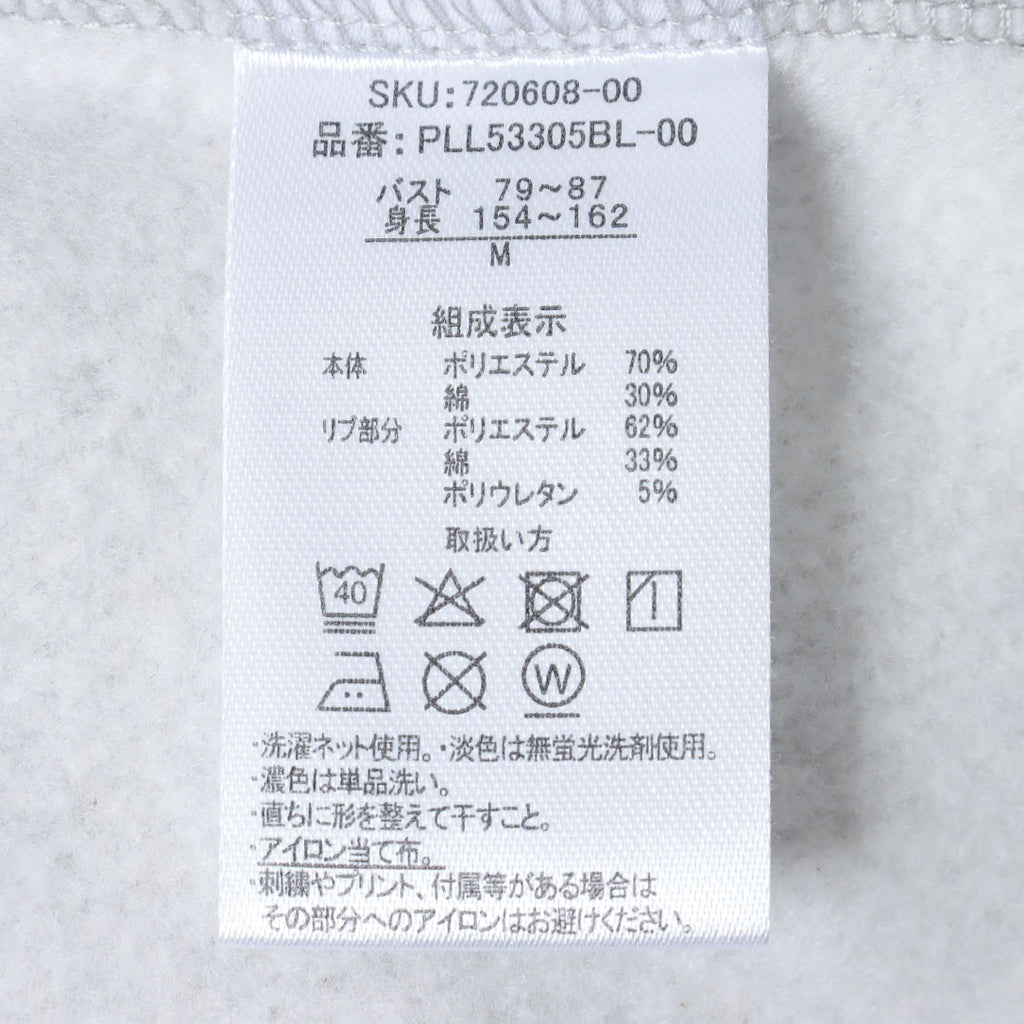 SKU:720608-00
品番:PLL53305BL-00
バスト 79~87
身長 154~162
M
組成表示
本体 ポリエステル 70%
綿 30%
リブ部分 ポリエステル 62%
綿 33%
ポリウレタン 5%
取扱い方
40
W
・洗濯ネット使用。・淡色は無蛍光洗剤使用。
・濃色は単品洗い。
・直ちに形を整えて干すこと。
・アイロン当て布。
・刺繍やプリント、付属等がある場合は
その部分へのアイロンはお避けください。